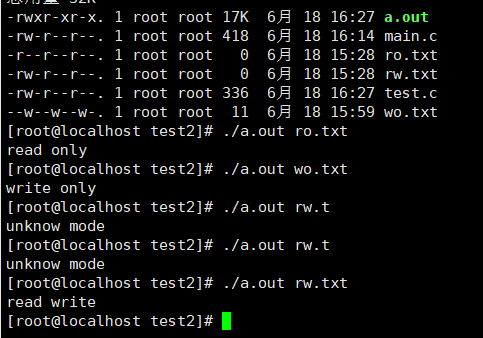 -rwxr-xr-x. 1 root root 17K  6月 18 16:27 a.out
-rw-r--r--. 1 root root 418  6月 18 16:14 main.c
-r--r--r--. 1 root root   0  6月 18 15:28 ro.txt
-rw-r--r--. 1 root root   0  6月 18 15:28 rw.txt
-rw-r--r--. 1 root root 336  6月 18 16:27 test.c
--w--w--w-. 1 root root  11  6月 18 15:59 wo.txt
[root@localhost test2]# ./a.out ro.txt
read only
[root@localhost test2]# ./a.out wo.txt
write only
[root@localhost test2]# ./a.out rw.t
unknow mode
[root@localhost test2]# ./a.out rw.t
unknow mode
[root@localhost test2]# ./a.out rw.txt
read write
[root@localhost test2]#